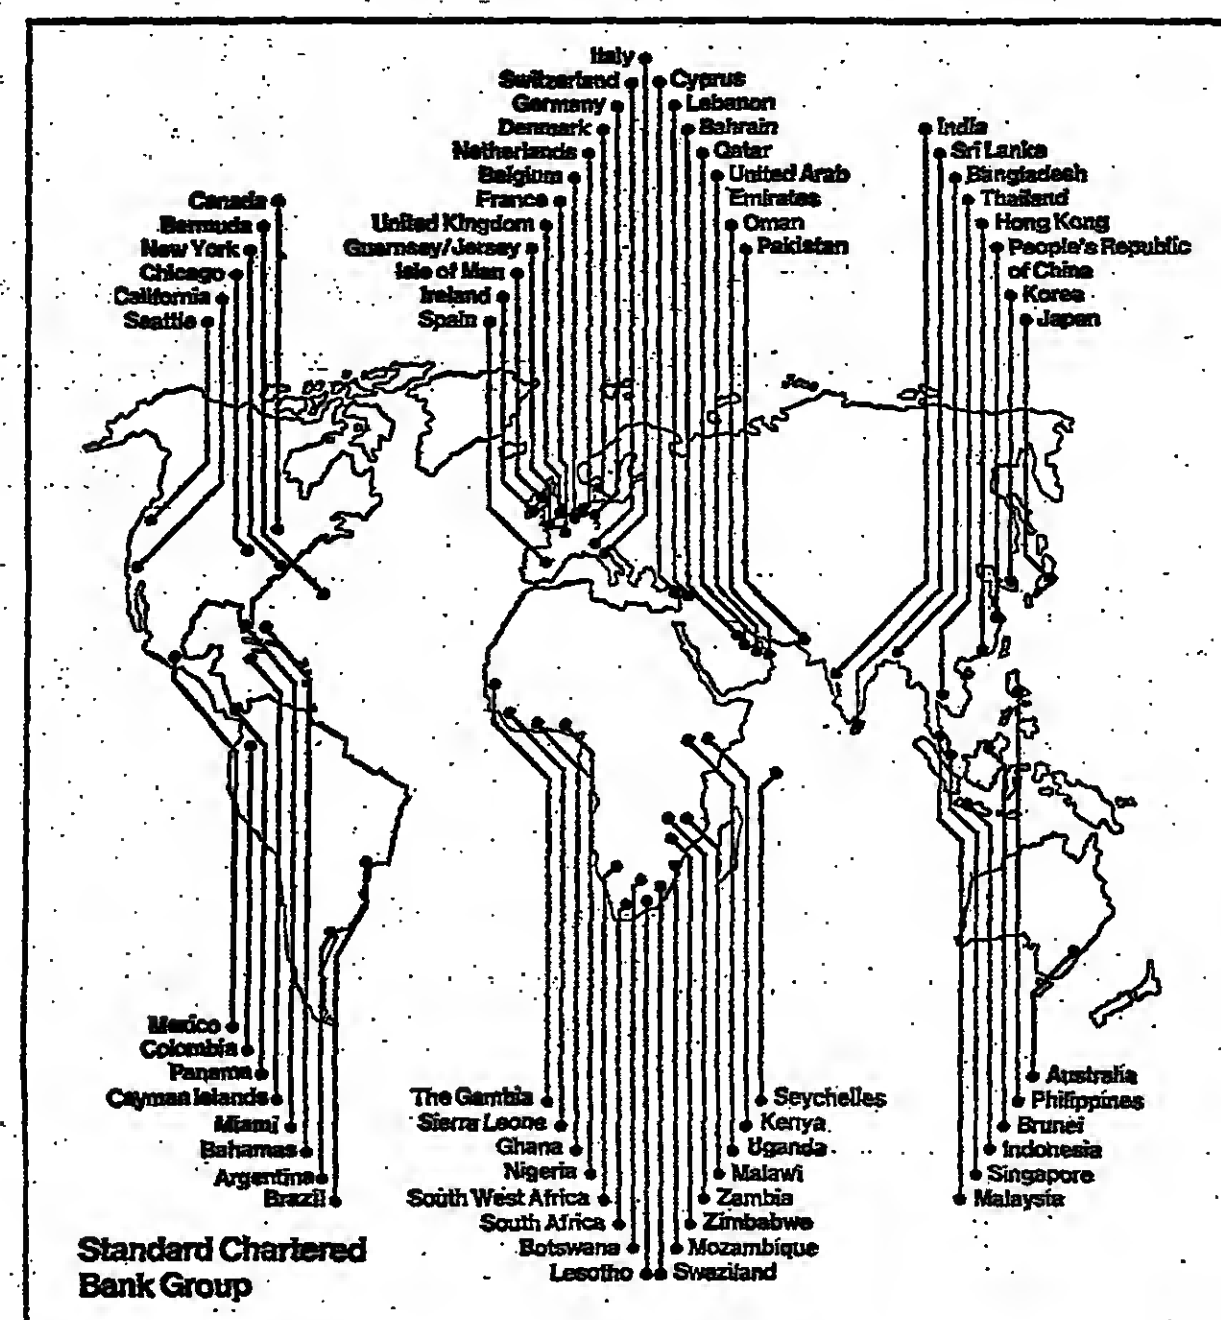 Italy
Switzerland
Germany
Denmark
Netherlands
Belgium
France
United Kingdom
Guernsey/Jersey
Isle of Man
Ireland
Spain
Cyprus
Lebanon
Bahrain
Qatar
United Arab
Emirates
Oman
Pakistan
India
Sri Lanka
Bangladesh
Thailand
Hong Kong
People's Republic
of China
Korea
Japan
Canada
Bermuda
New York
Chicago
California
Seattle
Mexico
Colombia
Panama
Cayman Islands
Miami
Bahamas
Argentina
Brazil
The Gambia
Sierra Leone
Ghana
Nigeria
South West Africa
South Africa
Botswana
Lesotho
Seychelles
Kenya
Uganda
Malawi
Zambia
Zimbabwe
Mozambique
Swaziland
Australia
Philippines
Brunei
Indonesia
Singapore
Malaysia
Standard Chartered
Bank Group